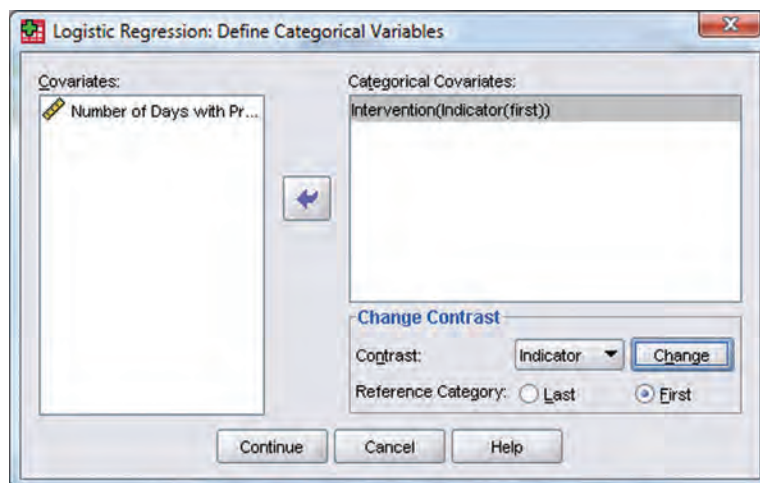 Logistic Regression: Define Categorical Variables
Covariates:
Number of Days with Pr...
Categorical Covariates:
Intervention(Indicator(first))
Change Contrast
Contrast:
Indicator
Change
Reference Category:
Last
First
Continue
Cancel
Help